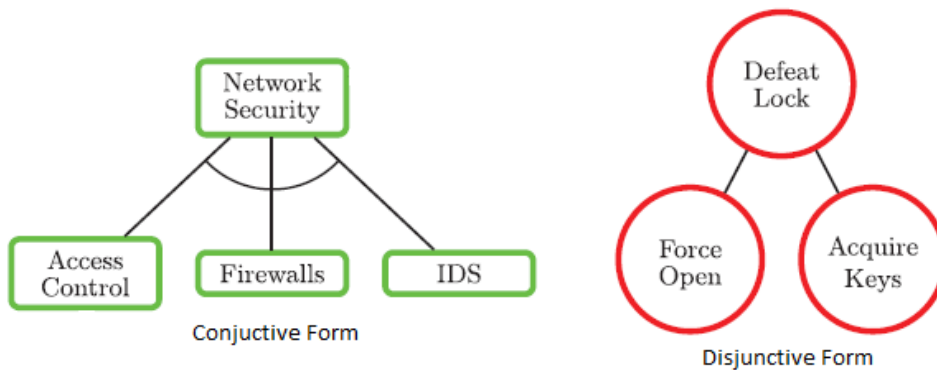 Network
Security
Access
Control
Firewalls
IDS
Conjuctive Form
Defeat
Lock
Force
Open
Acquire
Keys
Disjunctive Form